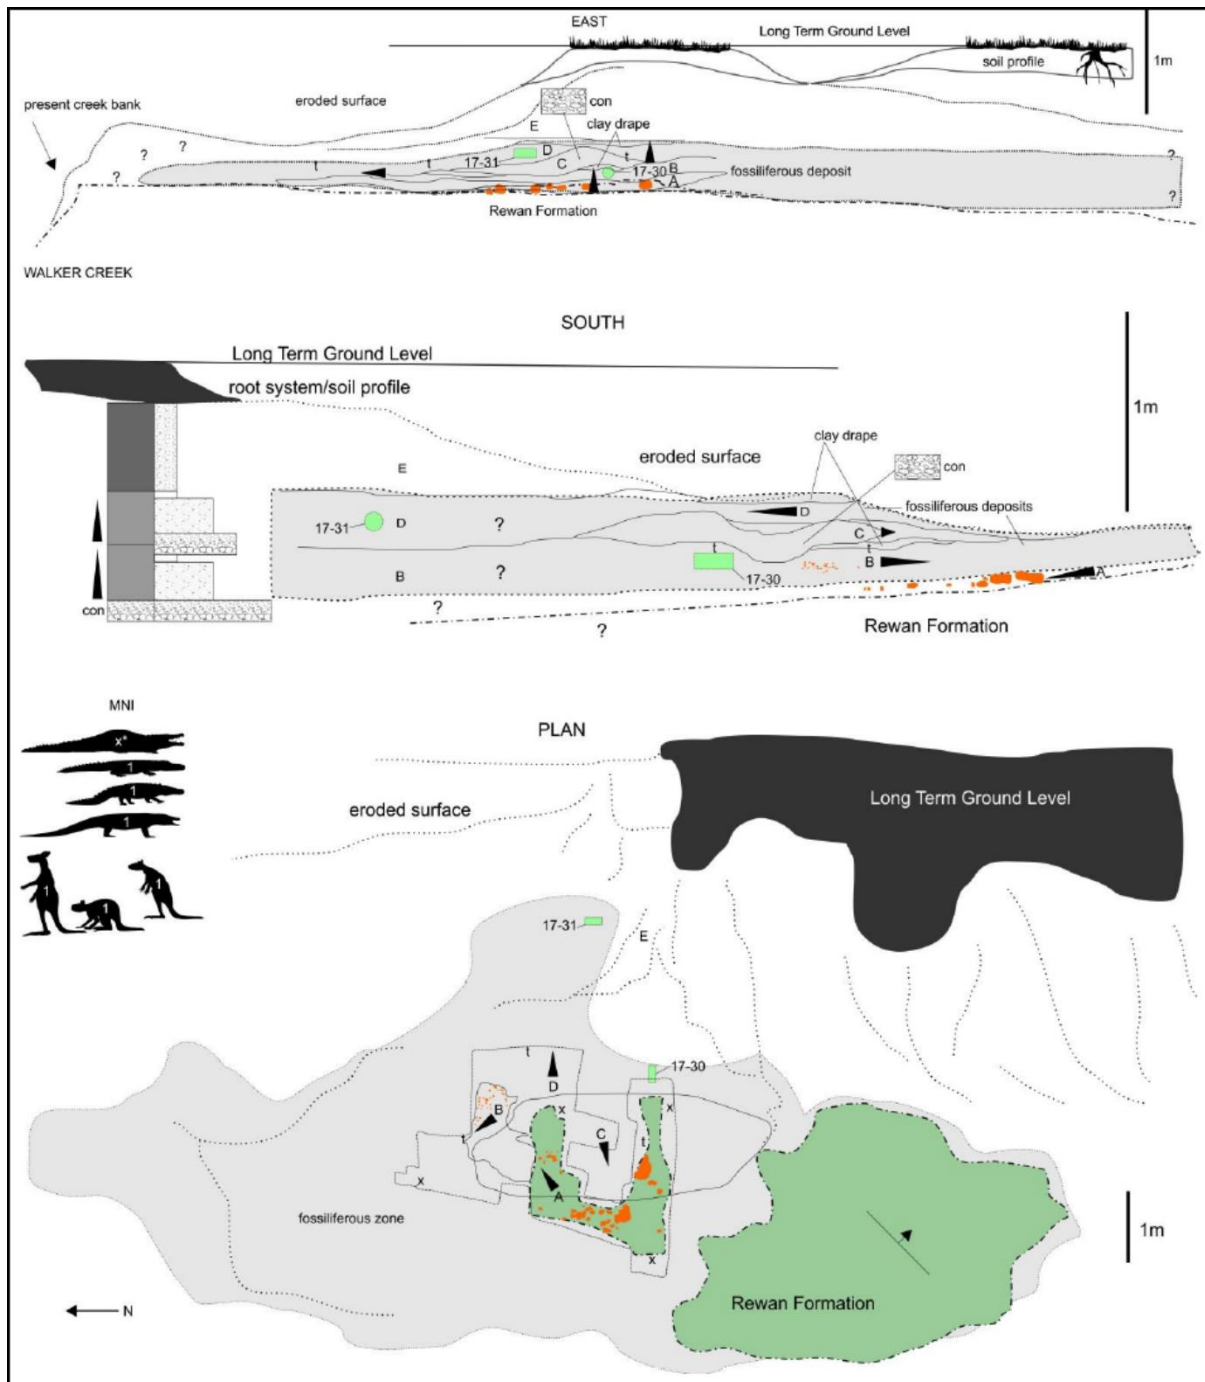 EAST
Long Term Ground Level
1m
soil profile
present creek bank
eroded surface
con
clay drape
E
?
?
D
t
t
17-31
C
t
17-30
B
A
fossiliferous deposit
?
?
?
?
Rewan Formation
WALKER CREEK
SOUTH
Long Term Ground Level
root system/soil profile
1m
clay drape
eroded surface
con
E
fossiliferous deposits
17-31
D
?
D
C
t
t
B
17-30
B
?
A
con
?
?
Rewan Formation
MNI
x*
1
1
1
1
1
1
PLAN
Long Term Ground Level
eroded surface
17-31
E
t
17-30
D
B
x
x
C
t
t
x
A
fossiliferous zone
x
1m
N
Rewan Formation